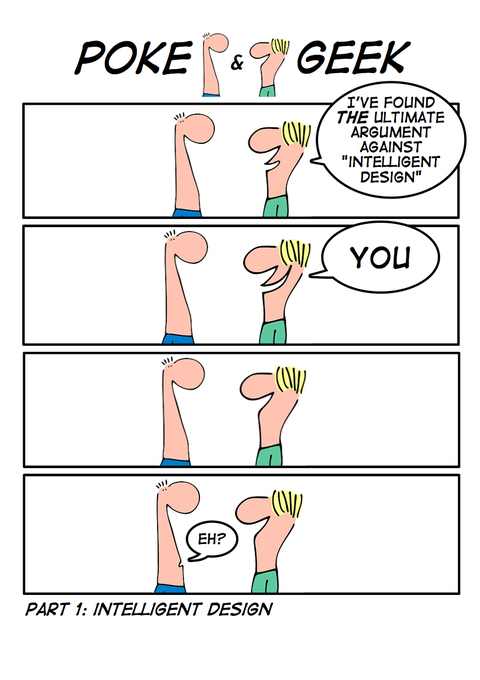 POKE & GEEK
I'VE FOUND
THE ULTIMATE
ARGUMENT
AGAINST
"INTELLIGENT
DESIGN"
YOU
EH?
PART 1: INTELLIGENT DESIGN